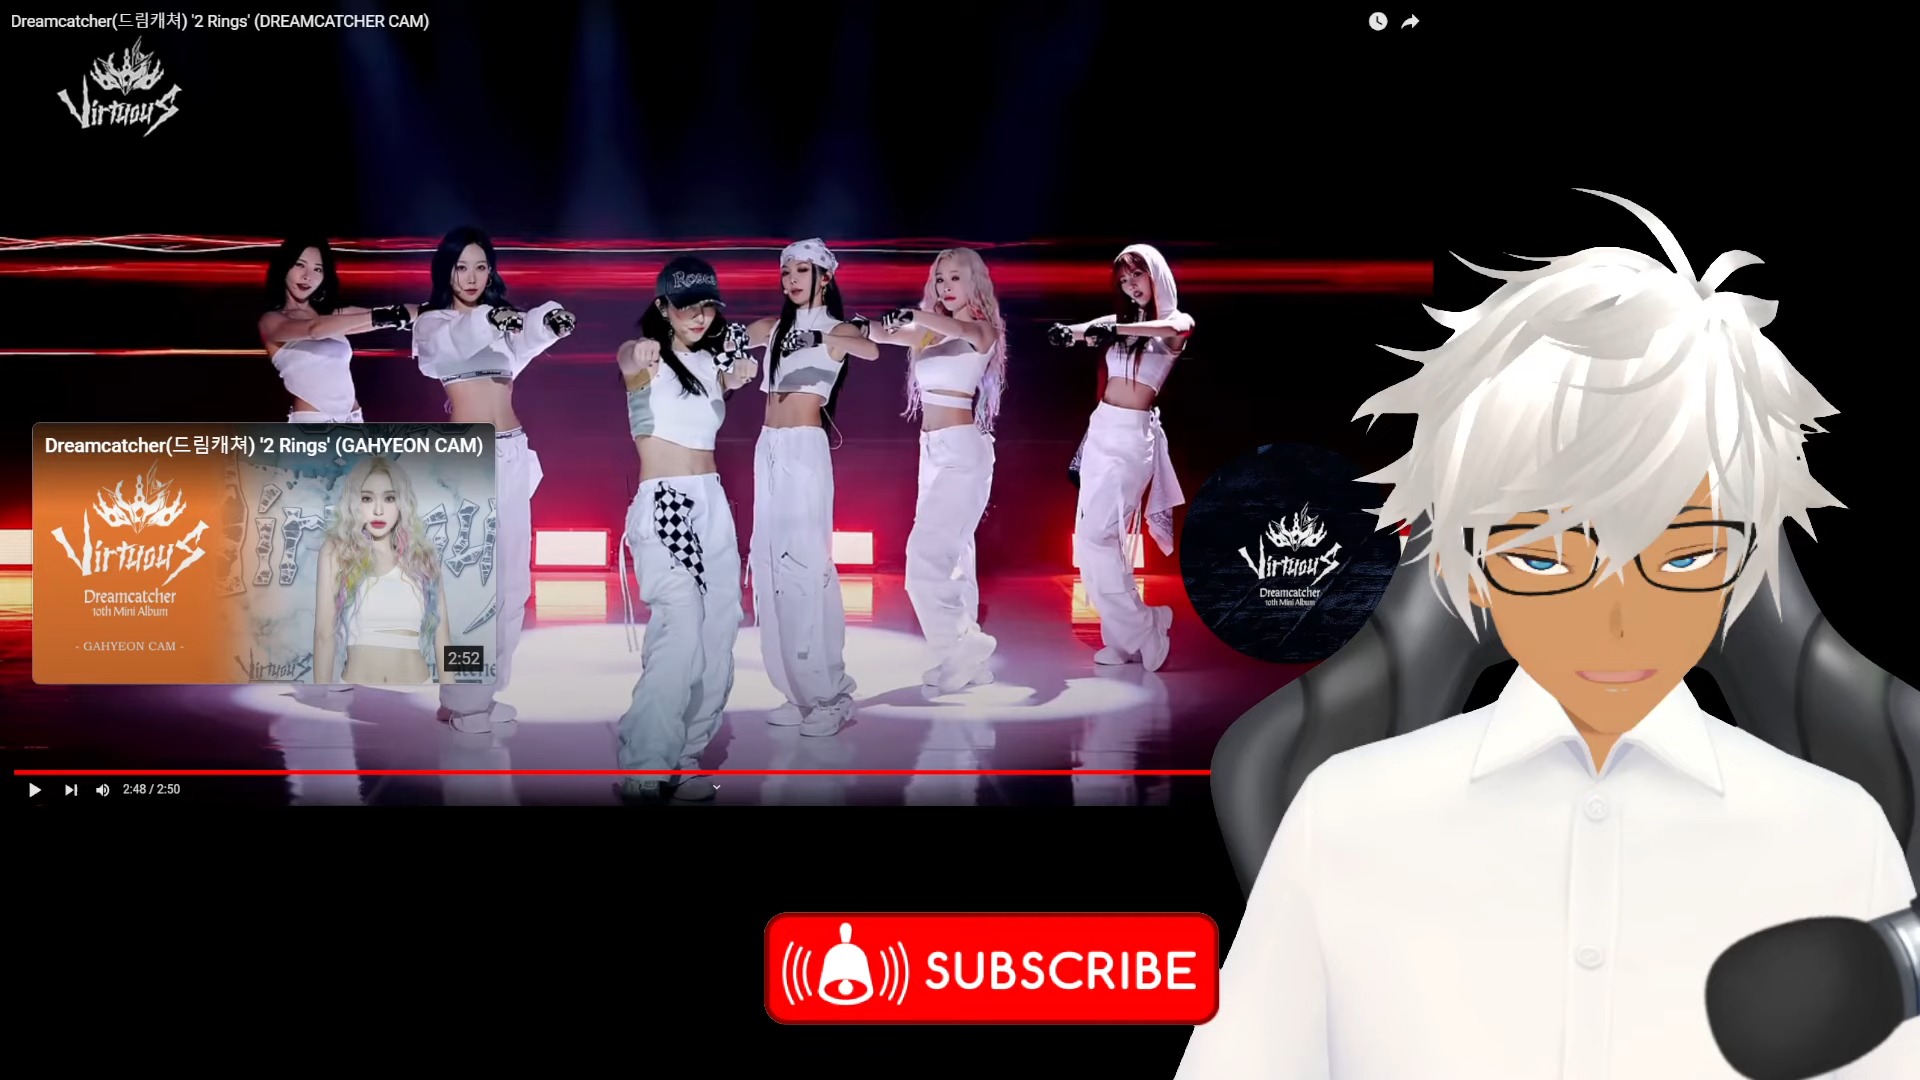 Dreamcatcher(드림캐쳐) '2 Rings' (DREAMCATCHER CAM)
VirtuouS
Dreamcatcher(드림캐쳐) '2 Rings' (GAHYEON CAM)
VirtuouS
Dreamcatcher
10th Mini Album
- GAHYEON CAM -
VirtuouS
2:52
VirtuouS
Dreamcatcher
10th Mini Album
2:48 / 2:50
SUBSCRIBE